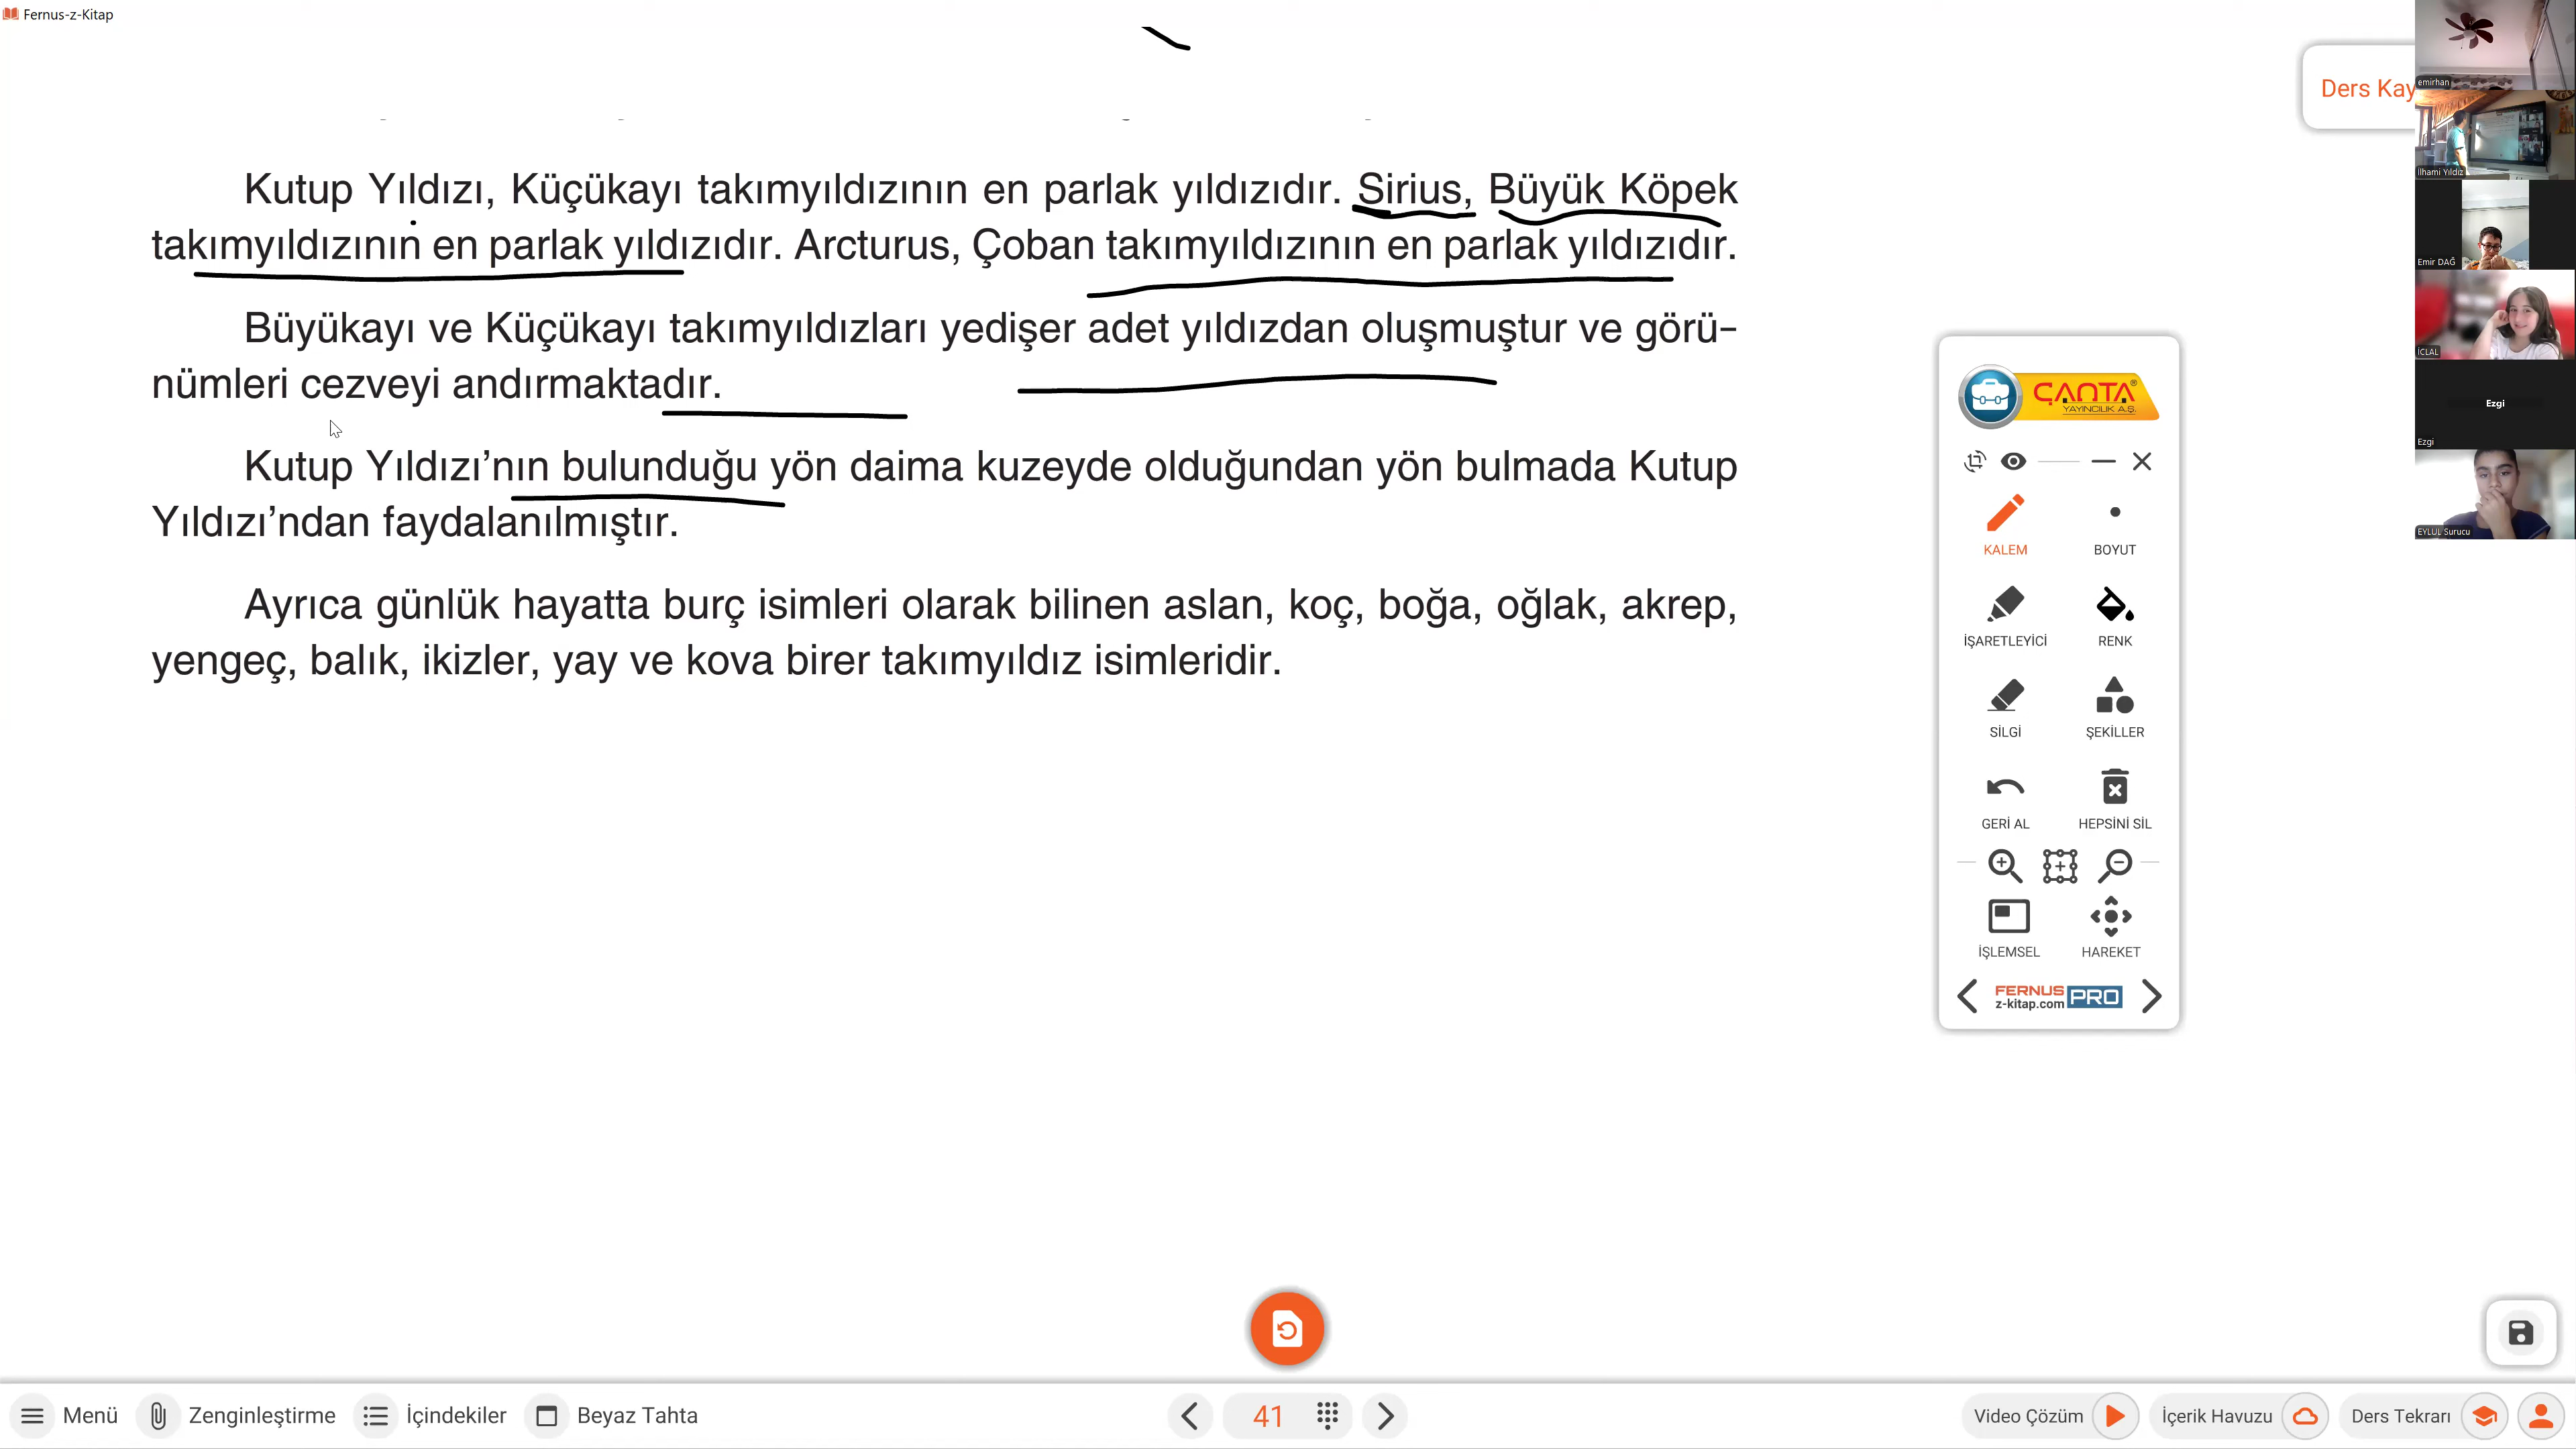 Fernus-z-Kitap
Ders Kay
Kutup Yıldızı, Küçükayı takımyıldızının en parlak yıldızıdır. Sirius, Büyük Köpek
takımyıldızının en parlak yıldızıdır. Arcturus, Çoban takımyıldızının en parlak yıldızıdır.
Büyükayı ve Küçükayı takımyıldızları yedişer adet yıldızdan oluşmuştur ve görü-
nümleri cezveyi andırmaktadır.
Kutup Yıldızı’nın bulunduğu yön daima kuzeyde olduğundan yön bulmada Kutup
Yıldızı’ndan faydalanılmıştır.
Ayrıca günlük hayatta burç isimleri olarak bilinen aslan, koç, boğa, oğlak, akrep,
yengeç, balık, ikizler, yay ve kova birer takımyıldız isimleridir.
ÇANTA®
YAYINCILIK A.Ş.
KALEM BOYUT
İŞARETLEYİCİ RENK
SİLGİ ŞEKİLLER
GERİ AL HEPSİNİ SİL
İŞLEMSEL HAREKET
FERNUS PRO
z-kitap.com
emirhan
İlhami Yıldız
Emir DAĞ
İCLAL
Ezgi
Ezgi
EYLÜL Surucu
Menü Zenginleştirme İçindekiler Beyaz Tahta 41 Video Çözüm İçerik Havuzu Ders Tekrarı